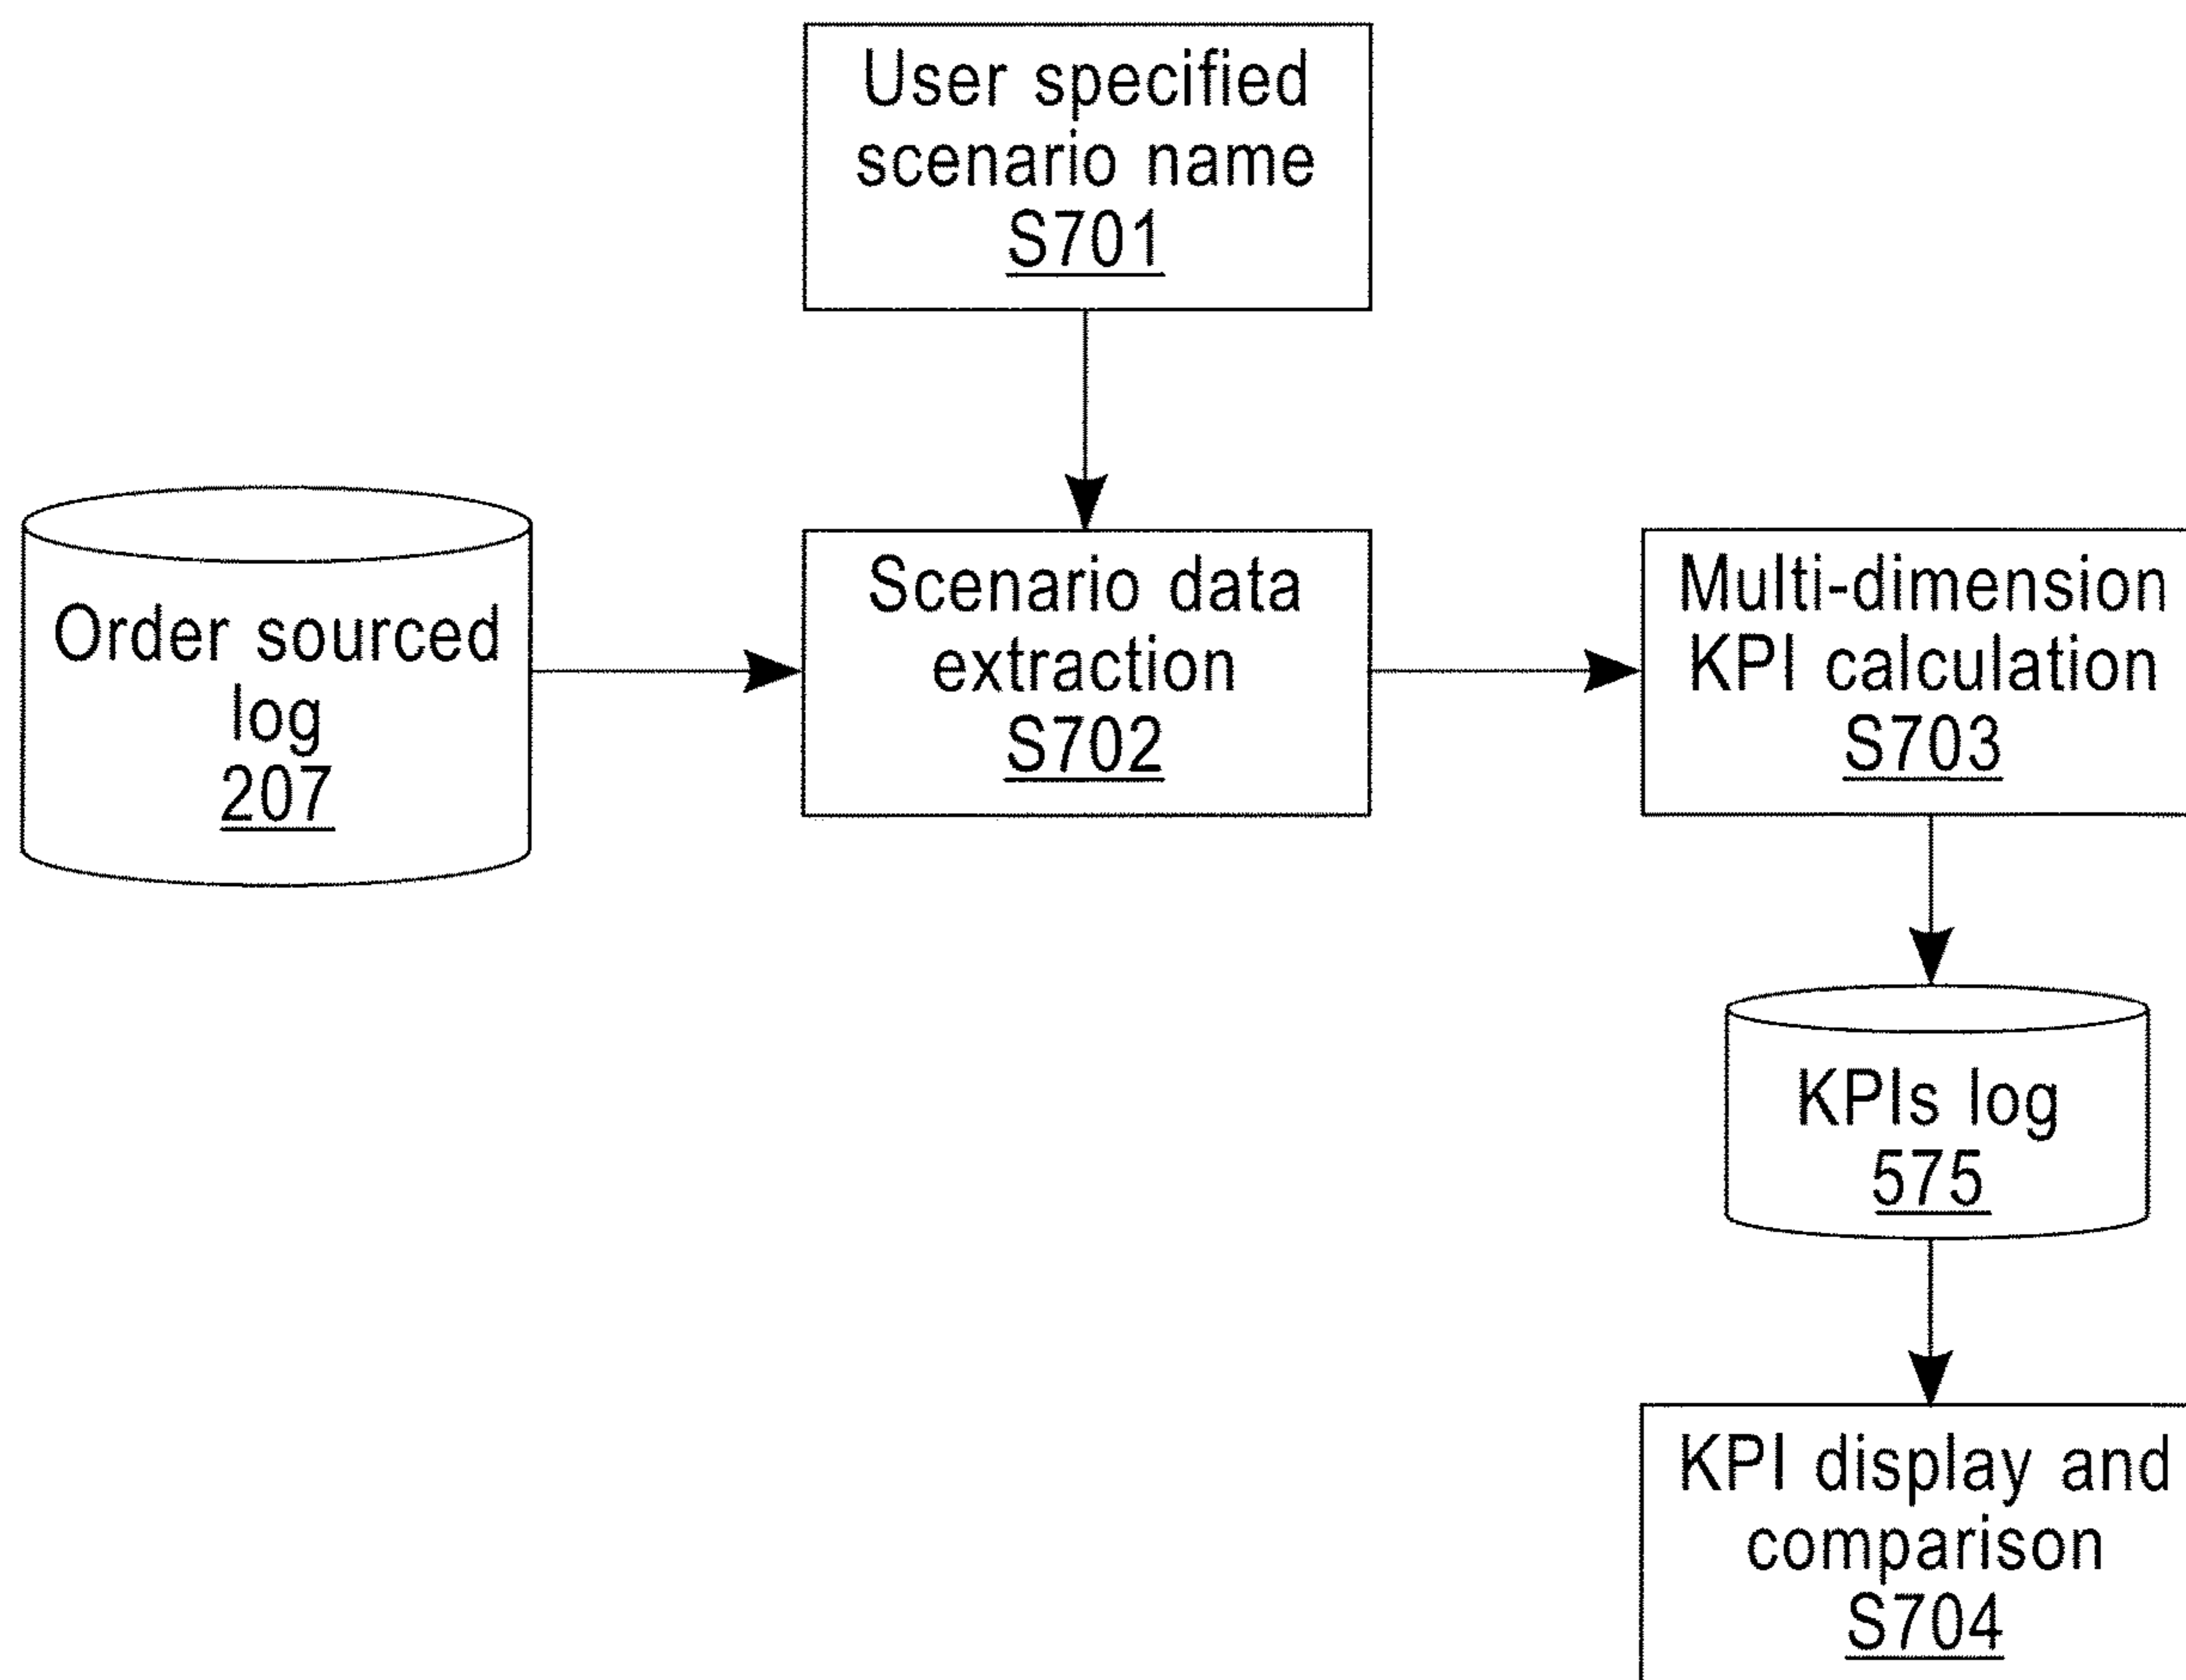 User specified
scenario name
S701
Order sourced
log
207
Scenario data
extraction
S702
Multi-dimension
KPI calculation
S703
KPIs log
575
KPI display and
comparison
S704